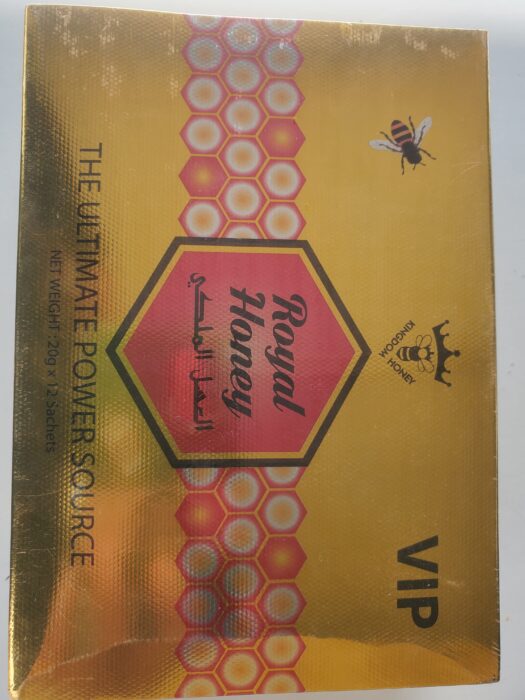 KINGDOM HONEY
VIP
Royal
Honey
العسل الملكي
THE ULTIMATE POWER SOURCE
NET WEIGHT :20g x 12 Sachets